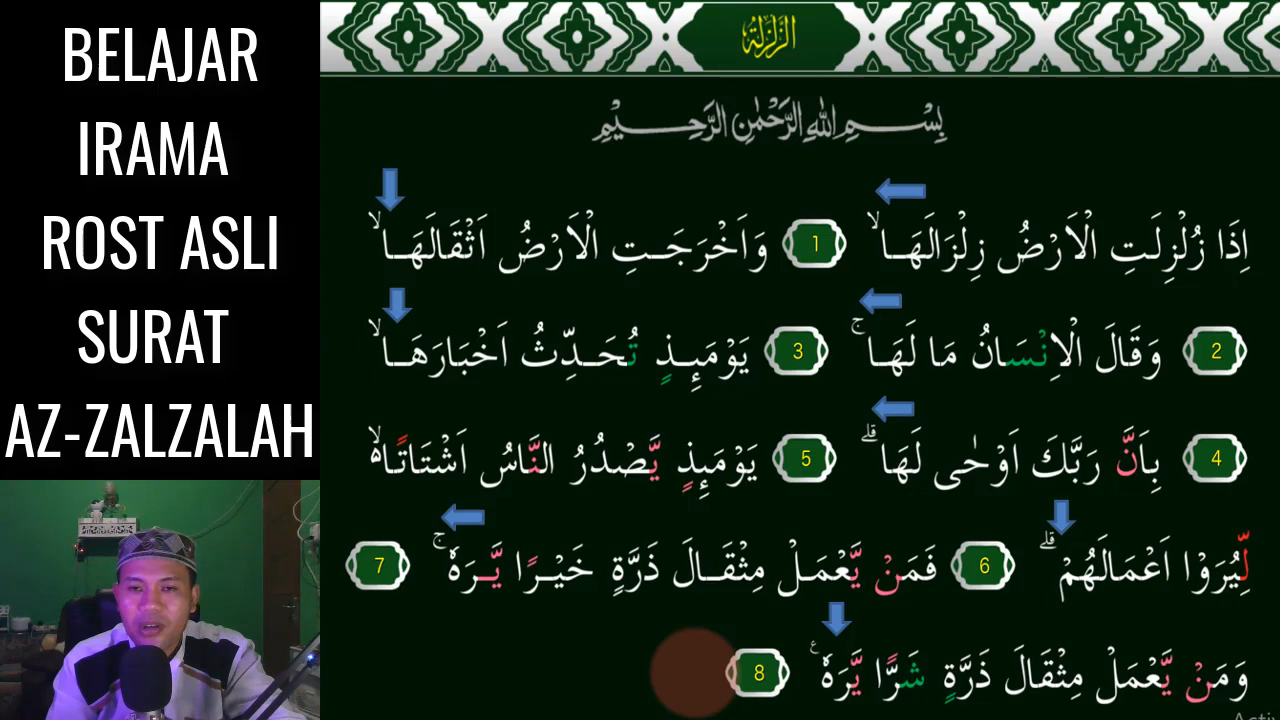 BELAJAR
IRAMA
ROST ASLI
SURAT
AZ-ZALZALAH
الزلزلة
بِسْمِ اللهِ الرَّحْمٰنِ الرَّحِيْمِ
اِذَا زُلْزِلَتِ الْاَرْضُ زِلْزَالَهَاۙ 1 وَاَخْرَجَتِ الْاَرْضُ اَثْقَالَهَاۙ
2 وَقَالَ الْاِنْسَانُ مَا لَهَاۚ 3 يَوْمَىِٕذٍ تُحَدِّثُ اَخْبَارَهَاۙ
4 بِاَنَّ رَبَّكَ اَوْحٰى لَهَاۗ 5 يَوْمَىِٕذٍ يَّصْدُرُ النَّاسُ اَشْتَاتًا ەۙ
لِّيُرَوْا اَعْمَالَهُمْۗ 6 فَمَنْ يَّعْمَلْ مِثْقَالَ ذَرَّةٍ خَيْرًا يَّرَهٗۚ 7
وَمَنْ يَّعْمَلْ مِثْقَالَ ذَرَّةٍ شَرًّا يَّرَهٗ ࣖ 8